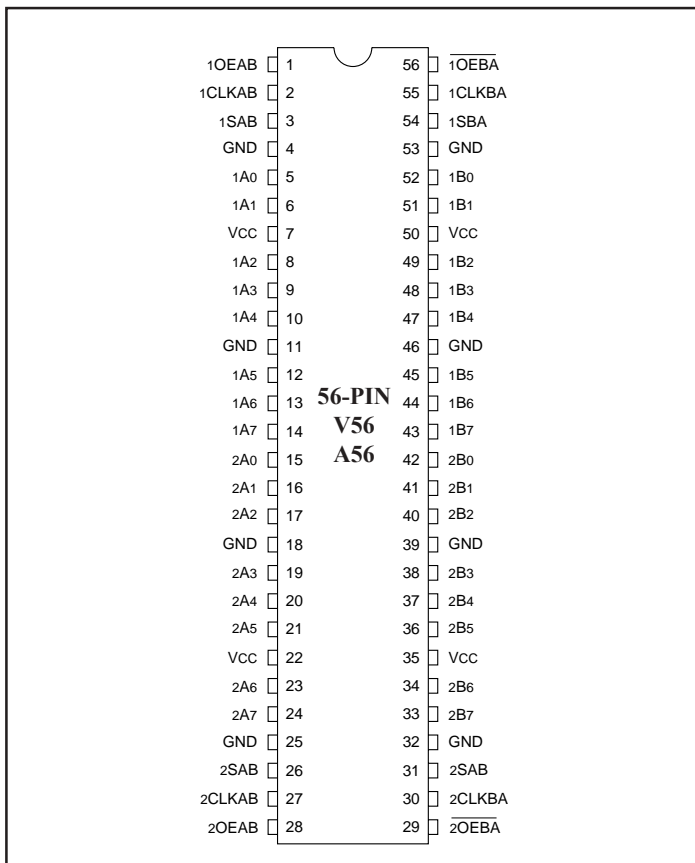 1OEAB 1 56 1OEBA
1CLKAB 2 55 1CLKBA
1SAB 3 54 1SBA
GND 4 53 GND
1A0 5 52 1B0
1A1 6 51 1B1
VCC 7 50 VCC
1A2 8 49 1B2
1A3 9 48 1B3
1A4 10 47 1B4
GND 11 46 GND
1A5 12 45 1B5
1A6 13 56-PIN 44 1B6
1A7 14 V56 43 1B7
2A0 15 A56 42 2B0
2A1 16 41 2B1
2A2 17 40 2B2
GND 18 39 GND
2A3 19 38 2B3
2A4 20 37 2B4
2A5 21 36 2B5
VCC 22 35 VCC
2A6 23 34 2B6
2A7 24 33 2B7
GND 25 32 GND
2SAB 26 31 2SAB
2CLKAB 27 30 2CLKBA
2OEAB 28 29 2OEBA